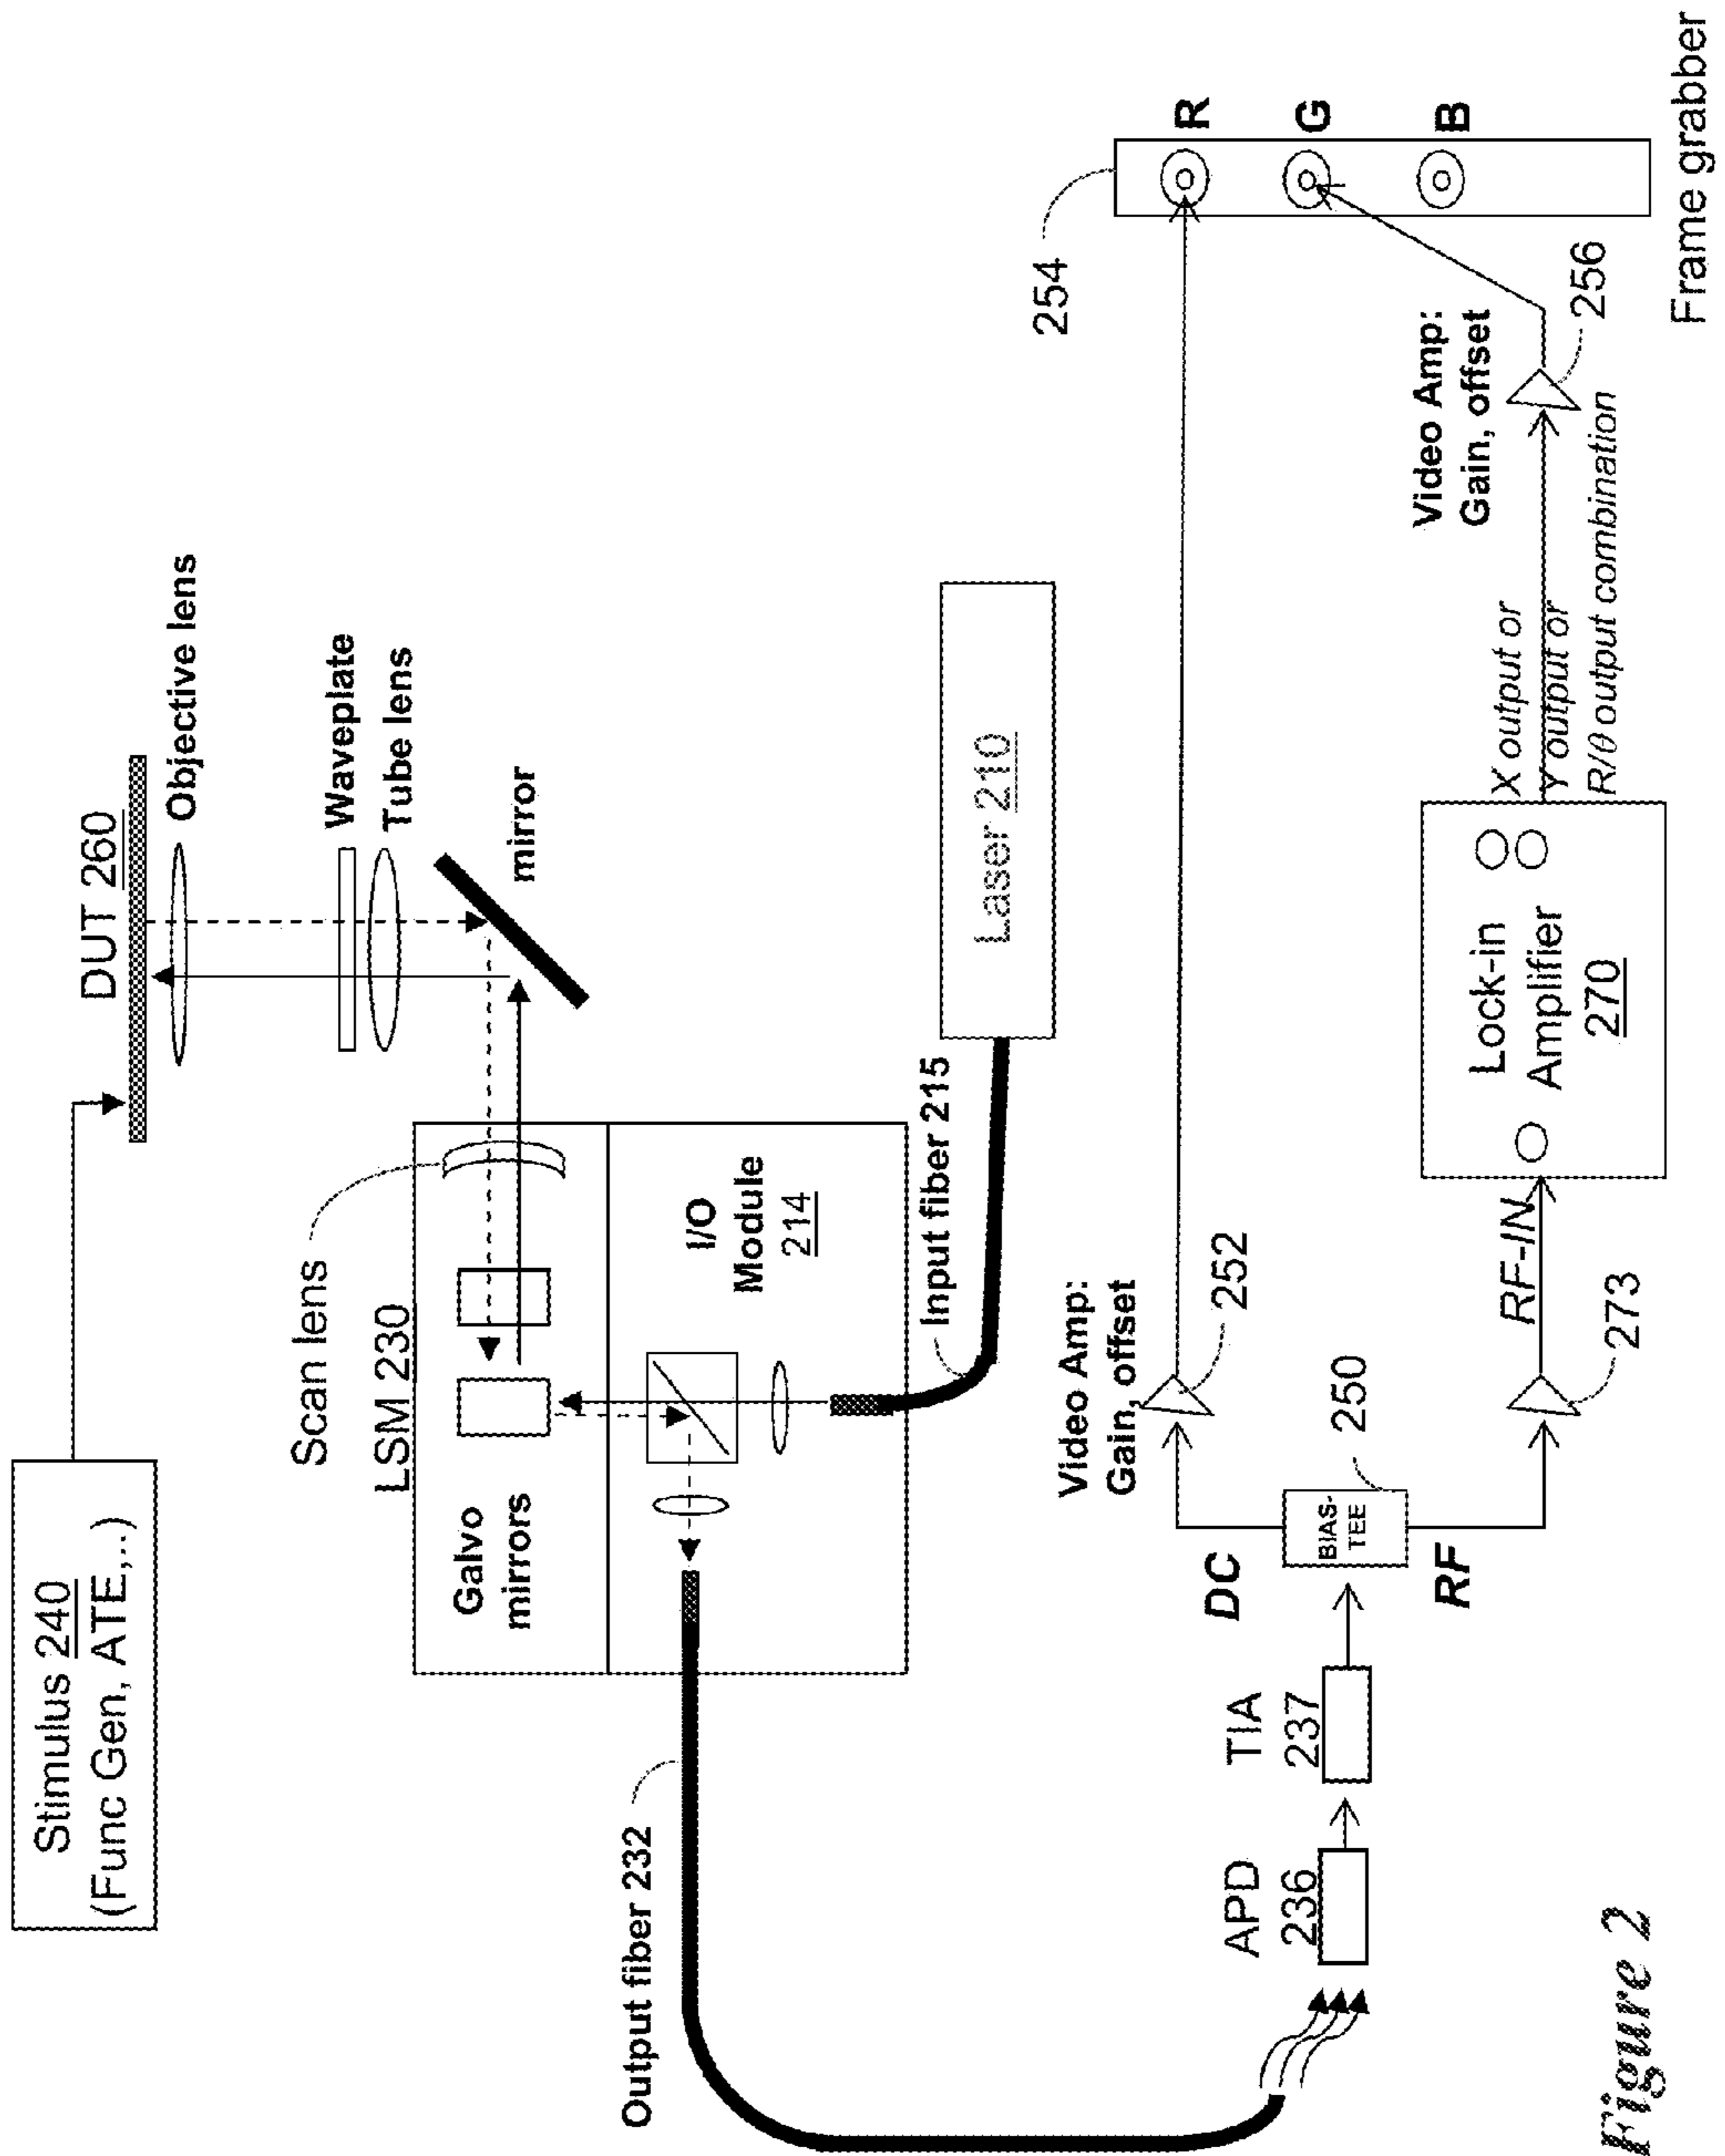 Stimulus 240
(Func Gen, ATE,..)
DUT 260
Objective lens
Waveplate
Tube lens
mirror
Scan lens
LSM 230
Galvo
mirrors
I/O
Module
214
Output fiber 232
Input fiber 215
Laser 210
APD
236
TIA
237
DC
BIAS-
TEE
RF
250
Video Amp:
Gain, offset
252
273
RF-IN
Lock-in
Amplifier
270
X output or
Y output or
R/θ output combination
Video Amp:
Gain, offset
256
254
R
G
B
Frame grabber
Figure 2